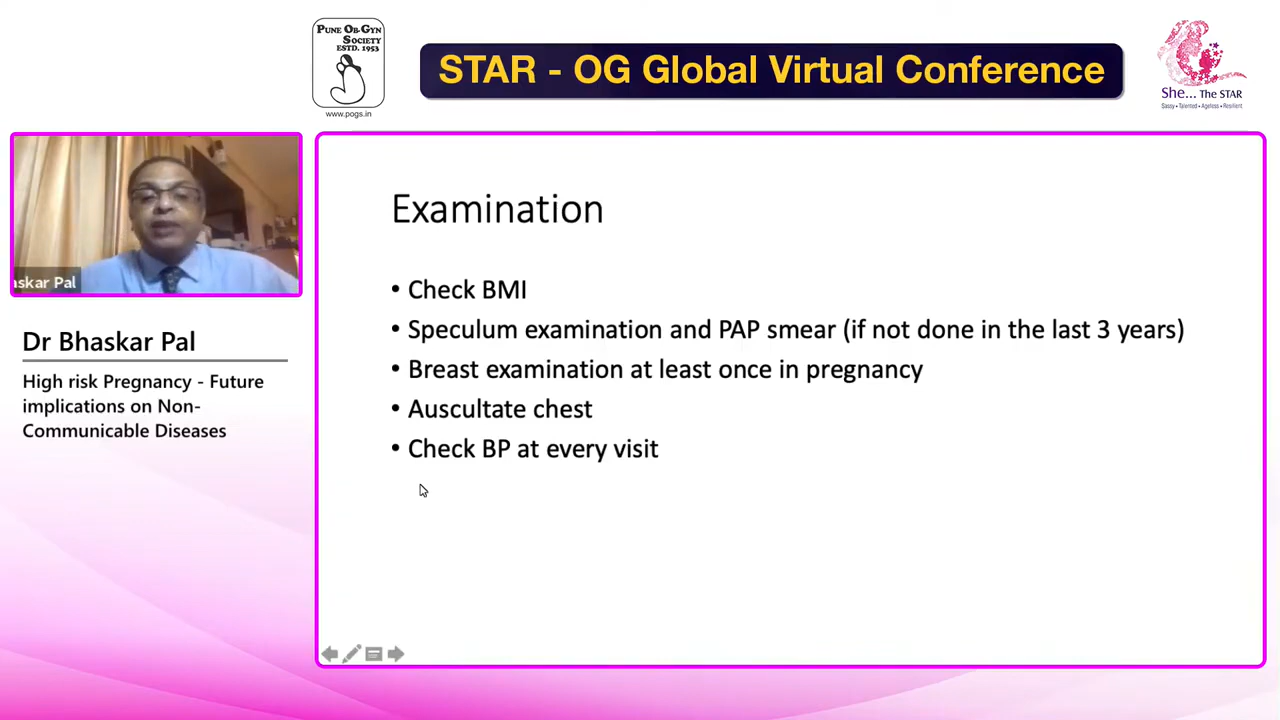 PUNE OB-GYN
SOCIETY
ESTD. 1953
www.pogs.in
STAR - OG Global Virtual Conference
She... The STAR
Sassy • Talented • Ageless • Resilient
askar Pal
Dr Bhaskar Pal
High risk Pregnancy - Future
implications on Non-
Communicable Diseases
Examination
• Check BMI
• Speculum examination and PAP smear (if not done in the last 3 years)
• Breast examination at least once in pregnancy
• Auscultate chest
• Check BP at every visit